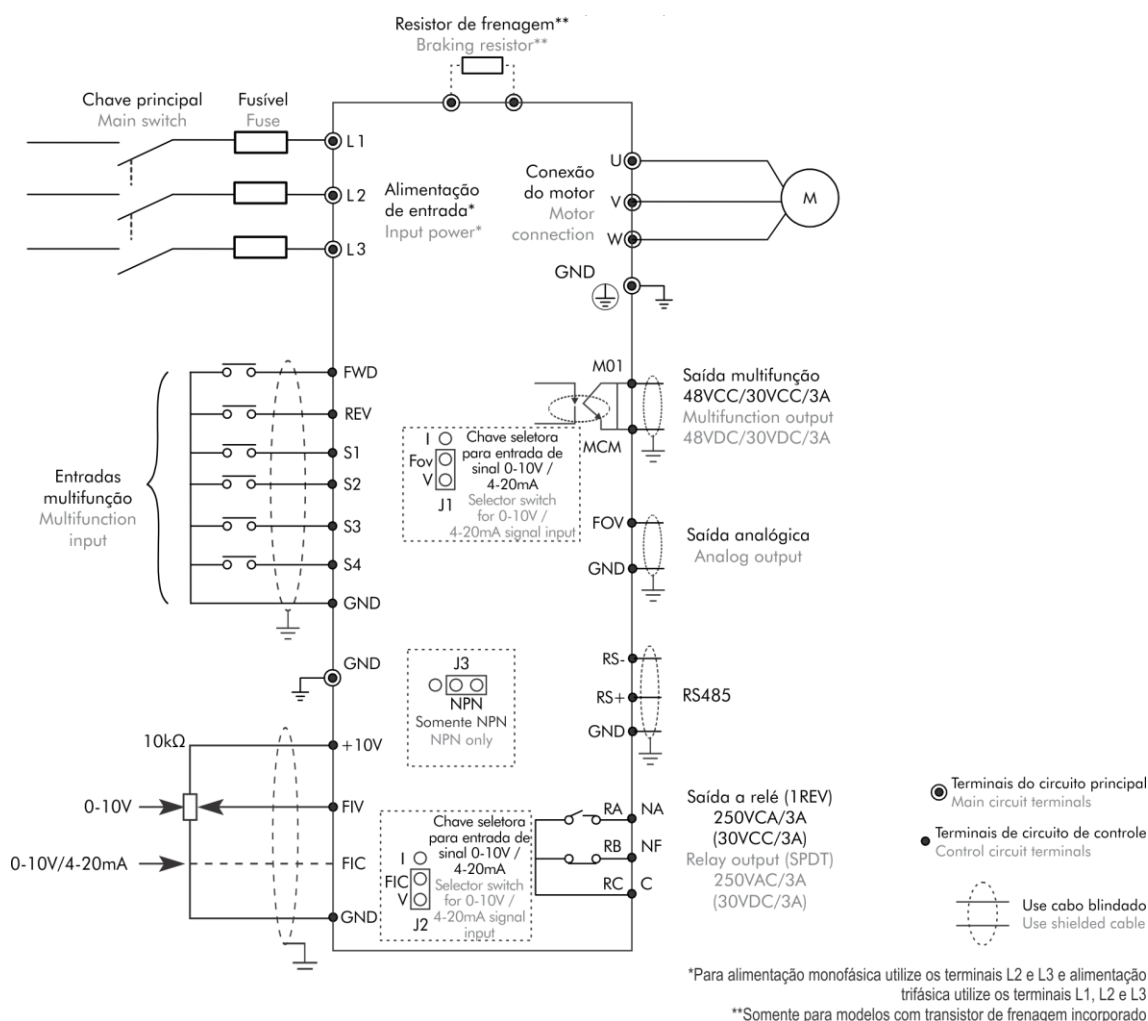 Resistor de frenagem**
Braking resistor**
Chave principal
Main switch
Fusível
Fuse
L1
L2
L3
Alimentação
de entrada*
Input power*
Conexão
do motor
Motor
connection
U
V
W
M
GND
Entradas
multifunção
Multifunction
input
FWD
REV
S1
S2
S3
S4
GND
I
Fov
V
J1
Chave seletora
para entrada de
sinal 0-10V /
4-20mA
Selector switch
for 0-10V /
4-20mA signal input
M01
MCM
Saída multifunção
48VCC/30VCC/3A
Multifunction output
48VDC/30VDC/3A
FOV
GND
Saída analógica
Analog output
GND
J3
NPN
Somente NPN
NPN only
RS-
RS+
GND
RS485
10kΩ
+10V
0-10V
FIV
0-10V/4-20mA
FIC
GND
I
FIC
V
J2
Chave seletora
para entrada de
sinal 0-10V /
4-20mA
Selector switch
for 0-10V /
4-20mA signal
input
RA
NA
RB
NF
RC
C
Saída a relé (1REV)
250VCA/3A
(30VCC/3A)
Relay output (SPDT)
250VAC/3A
(30VDC/3A)
Terminais do circuito principal
Main circuit terminals
Terminais de circuito de controle
Control circuit terminals
Use cabo blindado
Use shielded cable
*Para alimentação monofásica utilize os terminais L2 e L3 e alimentação
trifásica utilize os terminais L1, L2 e L3
**Somente para modelos com transistor de frenagem incorporado